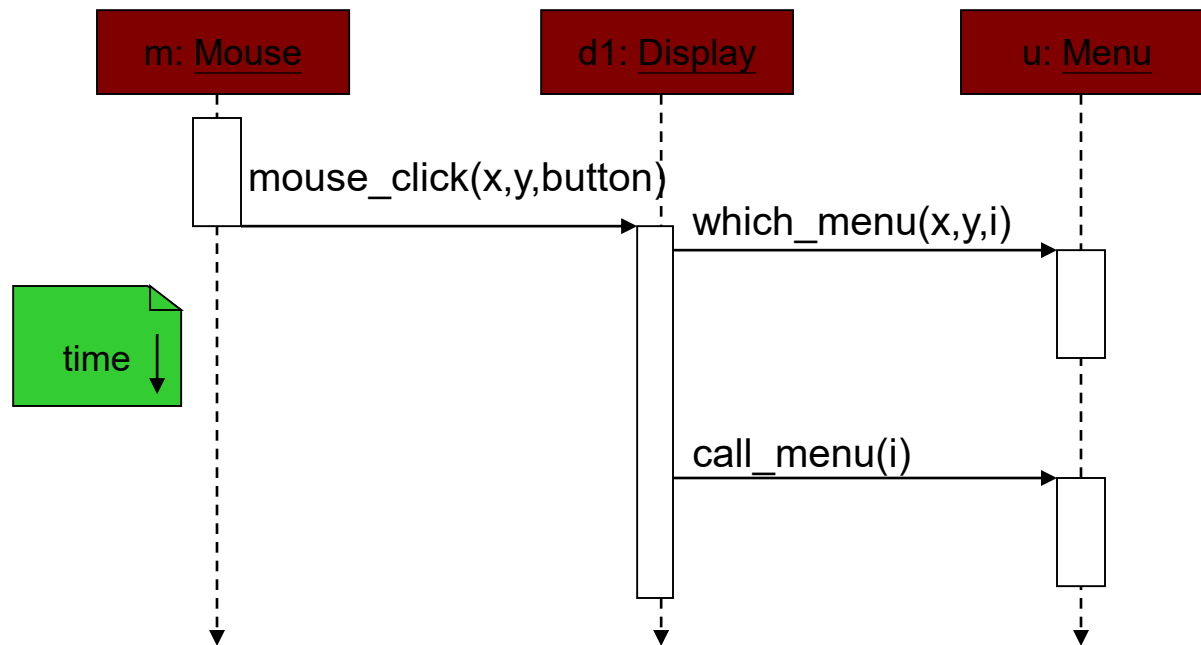 m: Mouse
d1: Display
u: Menu
mouse_click(x,y,button)
which_menu(x,y,i)
time
call_menu(i)